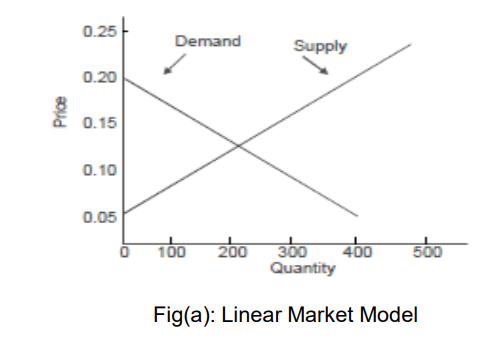 0.25
Demand
Supply
0.20
Price
0.15
0.10
0.05
0 100 200 300 400 500
Quantity
Fig(a): Linear Market Model